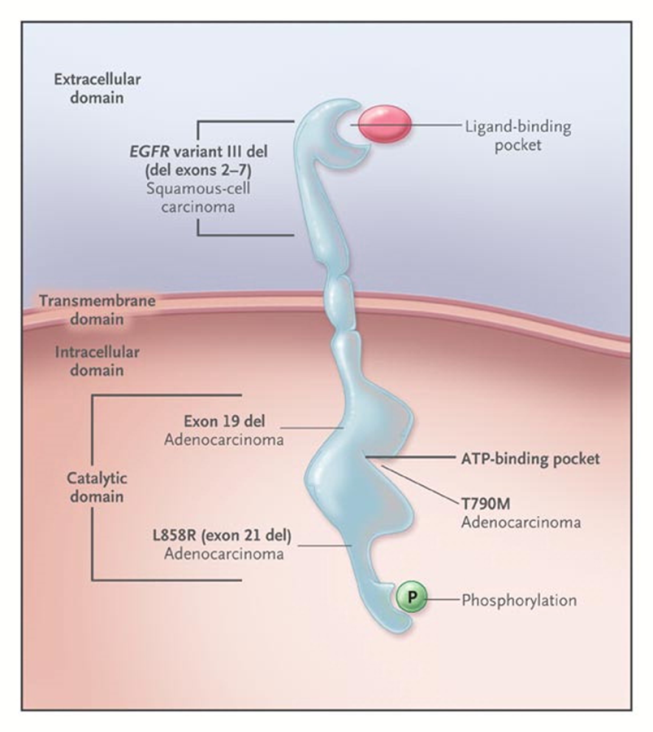 Extracellular
domain
EGFR variant III del
(del exons 2–7)
Squamous-cell
carcinoma
Ligand-binding
pocket
Transmembrane
domain
Intracellular
domain
Exon 19 del
Adenocarcinoma
ATP-binding pocket
Catalytic
domain
T790M
Adenocarcinoma
L858R (exon 21 del)
Adenocarcinoma
P
Phosphorylation